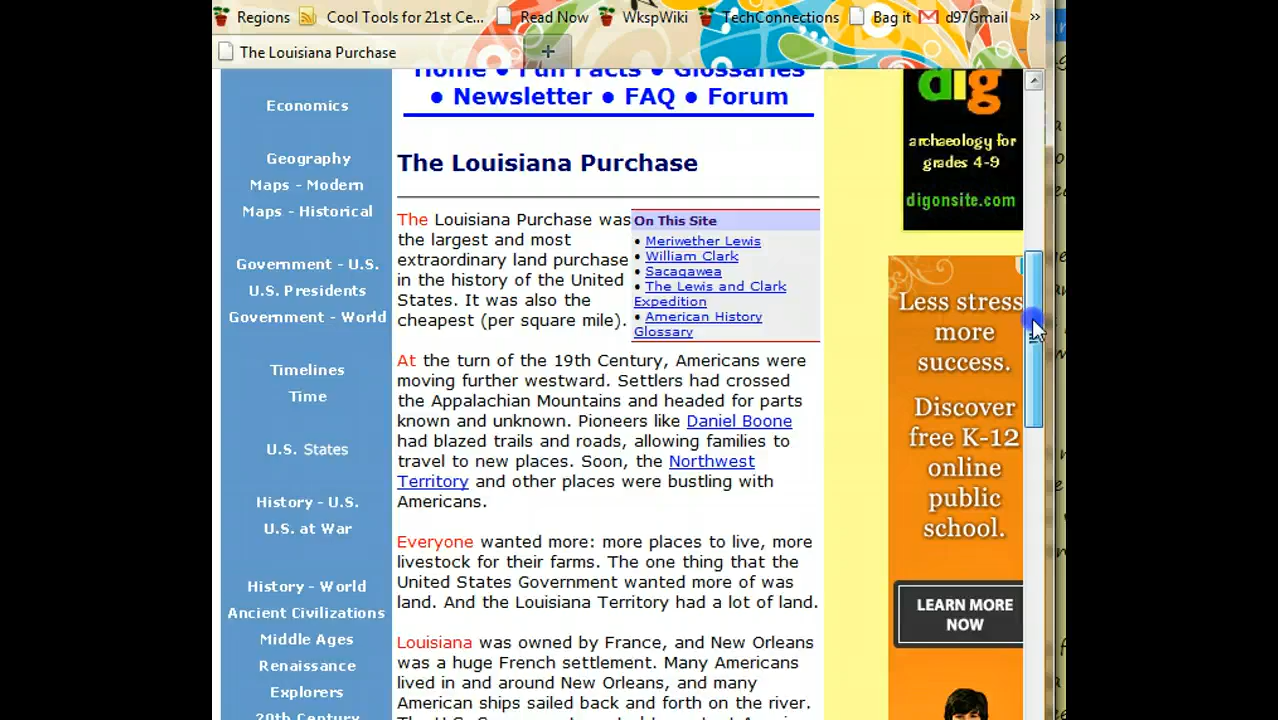 Regions Cool Tools for 21st Ce... Read Now WkspWiki TechConnections Bag it d97Gmail »
The Louisiana Purchase +
Home ● Fun Facts ● Glossaries
● Newsletter ● FAQ ● Forum
Economics
Geography
Maps - Modern
Maps - Historical
Government - U.S.
U.S. Presidents
Government - World
Timelines
Time
U.S. States
History - U.S.
U.S. at War
History - World
Ancient Civilizations
Middle Ages
Renaissance
Explorers
20th Century
The Louisiana Purchase
The Louisiana Purchase was
the largest and most
extraordinary land purchase
in the history of the United
States. It was also the
cheapest (per square mile).
On This Site
• Meriwether Lewis
• William Clark
• Sacagawea
• The Lewis and Clark
Expedition
• American History
Glossary
At the turn of the 19th Century, Americans were
moving further westward. Settlers had crossed
the Appalachian Mountains and headed for parts
known and unknown. Pioneers like Daniel Boone
had blazed trails and roads, allowing families to
travel to new places. Soon, the Northwest
Territory and other places were bustling with
Americans.
Everyone wanted more: more places to live, more
livestock for their farms. The one thing that the
United States Government wanted more of was
land. And the Louisiana Territory had a lot of land.
Louisiana was owned by France, and New Orleans
was a huge French settlement. Many Americans
lived in and around New Orleans, and many
American ships sailed back and forth on the river.
dig
archaeology for
grades 4-9
digonsite.com
Less stress
more
success.
Discover
free K-12
online
public
school.
LEARN MORE
NOW